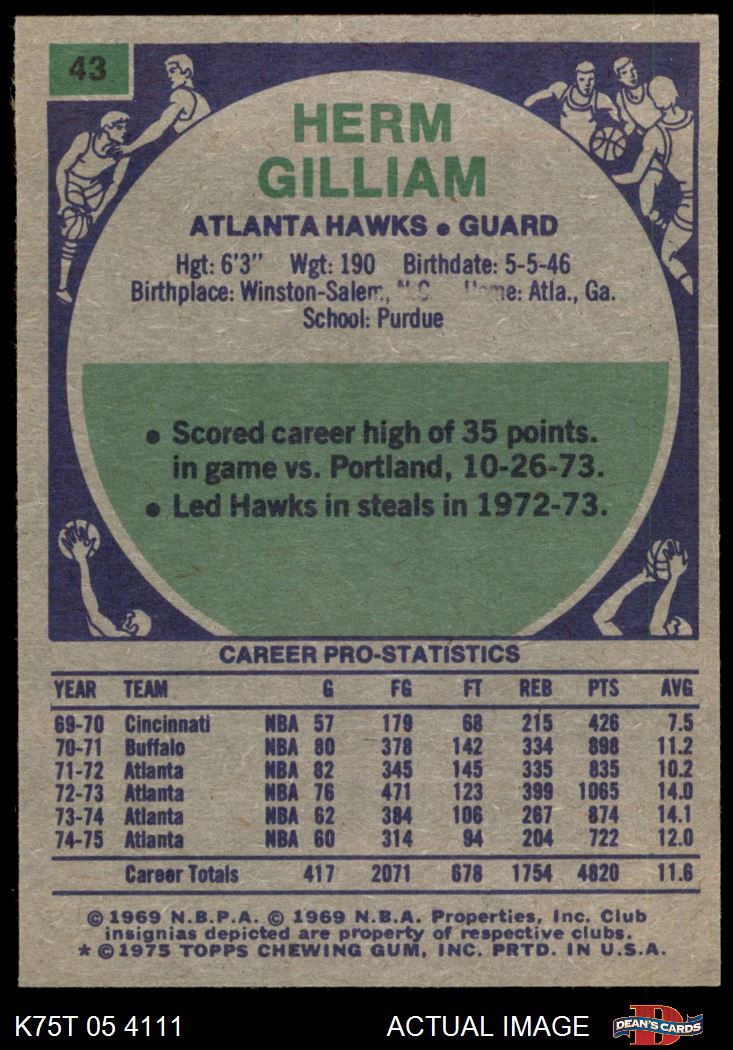 43
HERM
GILLIAM
ATLANTA HAWKS • GUARD
Hgt: 6'3" Wgt: 190 Birthdate: 5-5-46
Birthplace: Winston-Salem, N.C. Home: Atla., Ga.
School: Purdue
• Scored career high of 35 points.
in game vs. Portland, 10-26-73.
• Led Hawks in steals in 1972-73.
CAREER PRO-STATISTICS
YEAR TEAM G FG FT REB PTS AVG
69-70 Cincinnati NBA 57 179 68 215 426 7.5
70-71 Buffalo NBA 80 378 142 334 898 11.2
71-72 Atlanta NBA 82 345 145 335 835 10.2
72-73 Atlanta NBA 76 471 123 399 1065 14.0
73-74 Atlanta NBA 62 384 106 267 874 14.1
74-75 Atlanta NBA 60 314 94 204 722 12.0
Career Totals 417 2071 678 1754 4820 11.6
© 1969 N.B.P.A. © 1969 N.B.A. Properties, Inc. Club
insignias depicted are property of respective clubs.
* © 1975 TOPPS CHEWING GUM, INC. PRTD. IN U.S.A.
K75T 05 4111 ACTUAL IMAGE D DEAN'S CARDS